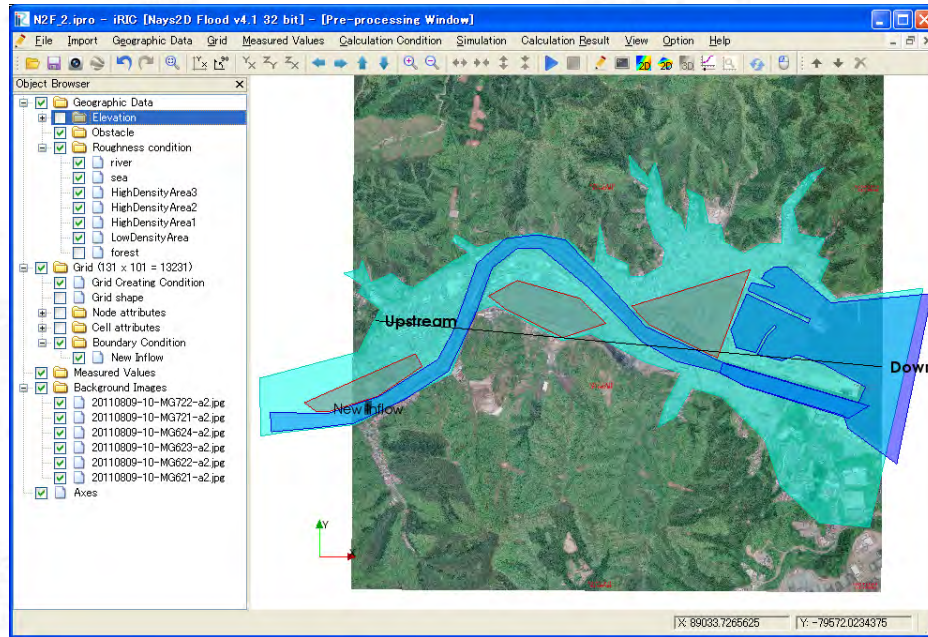 N2F_2.ipro - iRIC [Nays2D Flood v4.1 32 bit] - [Pre-processing Window]
File Import Geographic Data Grid Measured Values Calculation Condition Simulation Calculation Result View Option Help
Object Browser
Geographic Data
Elevation
Obstacle
Roughness condition
river
sea
HighDensityArea3
HighDensityArea2
HighDensityArea1
LowDensityArea
forest
Grid (131 x 101 = 13231)
Grid Creating Condition
Grid shape
Node attributes
Cell attributes
Boundary Condition
New Inflow
Measured Values
Background Images
20110809-10-MG722-a2.jpg
20110809-10-MG721-a2.jpg
20110809-10-MG624-a2.jpg
20110809-10-MG623-a2.jpg
20110809-10-MG622-a2.jpg
20110809-10-MG621-a2.jpg
Axes
Upstream
Down
New Inflow
Y
X
X: 89033.7265625
Y: -79572.0234375